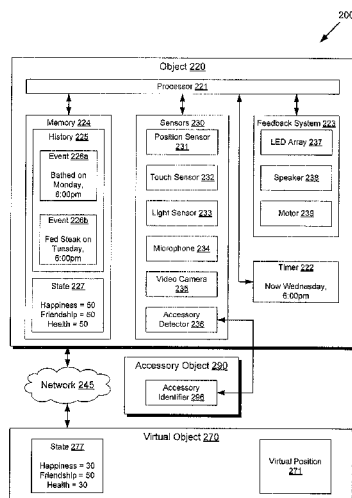 200
Object 220
Processor 221
Memory 224
History 225
Event 226a
Bathed on
Monday,
6:00pm
Event 226b
Fed Steak on
Tuesday,
6:00pm
State 227
Happiness = 50
Friendship = 50
Health = 50
Sensors 230
Position Sensor
231
Touch Sensor 232
Light Sensor 233
Microphone 234
Video Camera
235
Accessory
Detector 236
Feedback System 223
LED Array 237
Speaker 238
Motor 239
Timer 222
Now Wednesday,
6:00pm
Network 245
Accessory Object 290
Accessory
Identifier 296
Virtual Object 270
State 277
Happiness = 30
Friendship = 50
Health = 30
Virtual Position
271